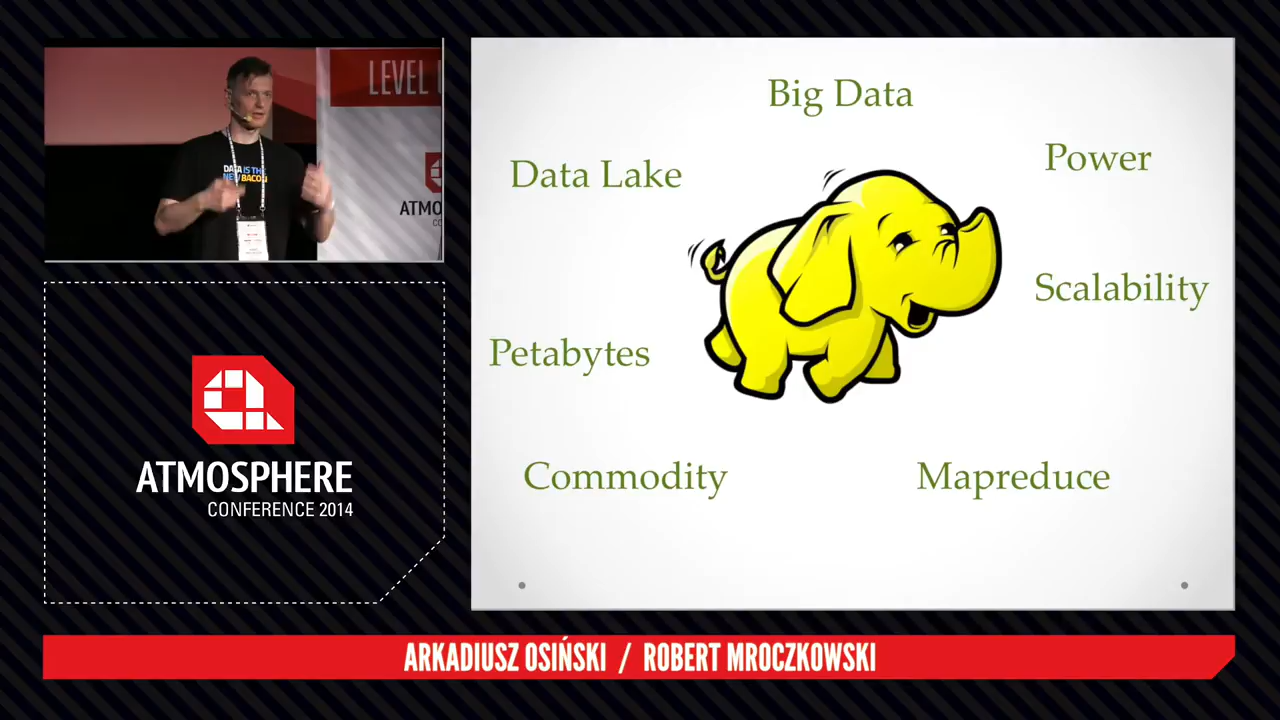 LEVEL U
DATA IS THE
NEW BACON
ATMO
Big Data
Data Lake
Power
Scalability
Petabytes
Commodity
Mapreduce
ATMOSPHERE
CONFERENCE 2014
ARKADIUSZ OSIŃSKI / ROBERT MROCZKOWSKI